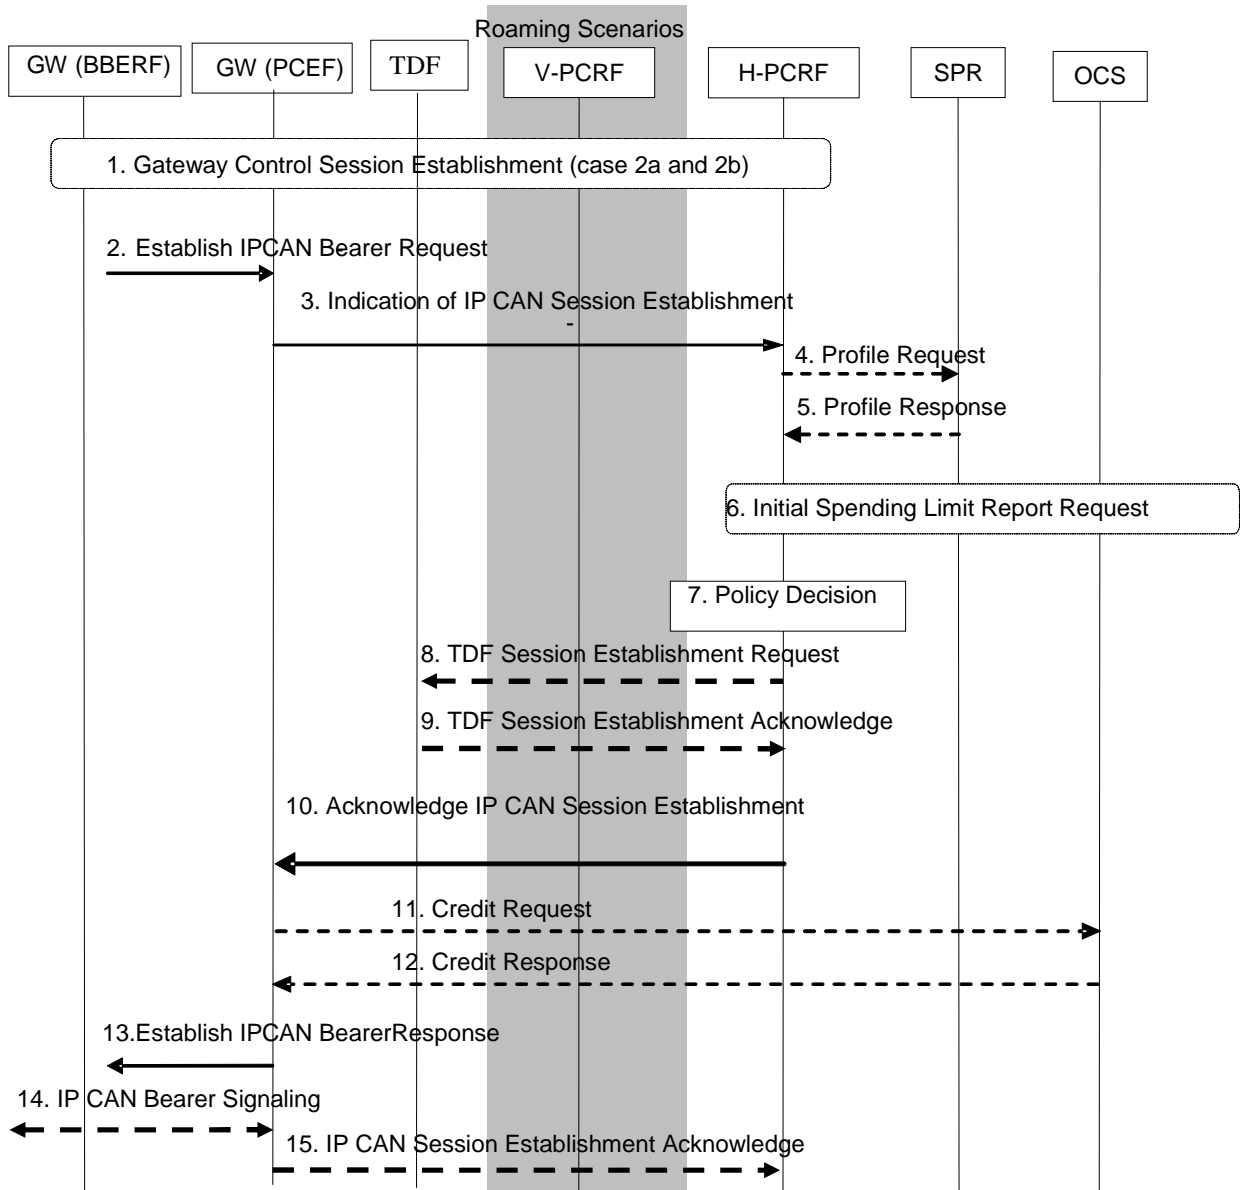 Roaming Scenarios
GW (BBERF)
GW (PCEF)
TDF
V-PCRF
H-PCRF
SPR
OCS
1. Gateway Control Session Establishment (case 2a and 2b)
2. Establish IPCAN Bearer Request
3. Indication of IP CAN Session Establishment
-
4. Profile Request
5. Profile Response
6. Initial Spending Limit Report Request
7. Policy Decision
8. TDF Session Establishment Request
9. TDF Session Establishment Acknowledge
10. Acknowledge IP CAN Session Establishment
11. Credit Request
12. Credit Response
13.Establish IPCAN BearerResponse
14. IP CAN Bearer Signaling
15. IP CAN Session Establishment Acknowledge